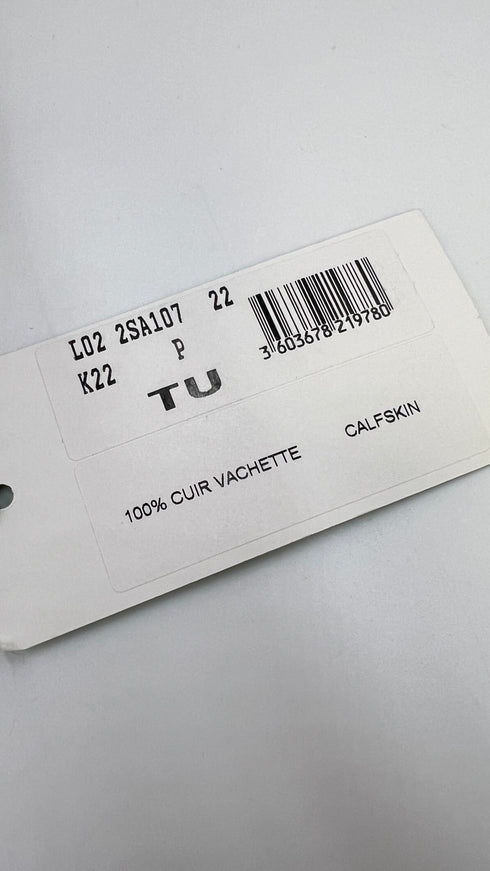 L02 2SA107 22
K22 P
TU
3 603678 219780
100% CUIR VACHETTE CALFSKIN